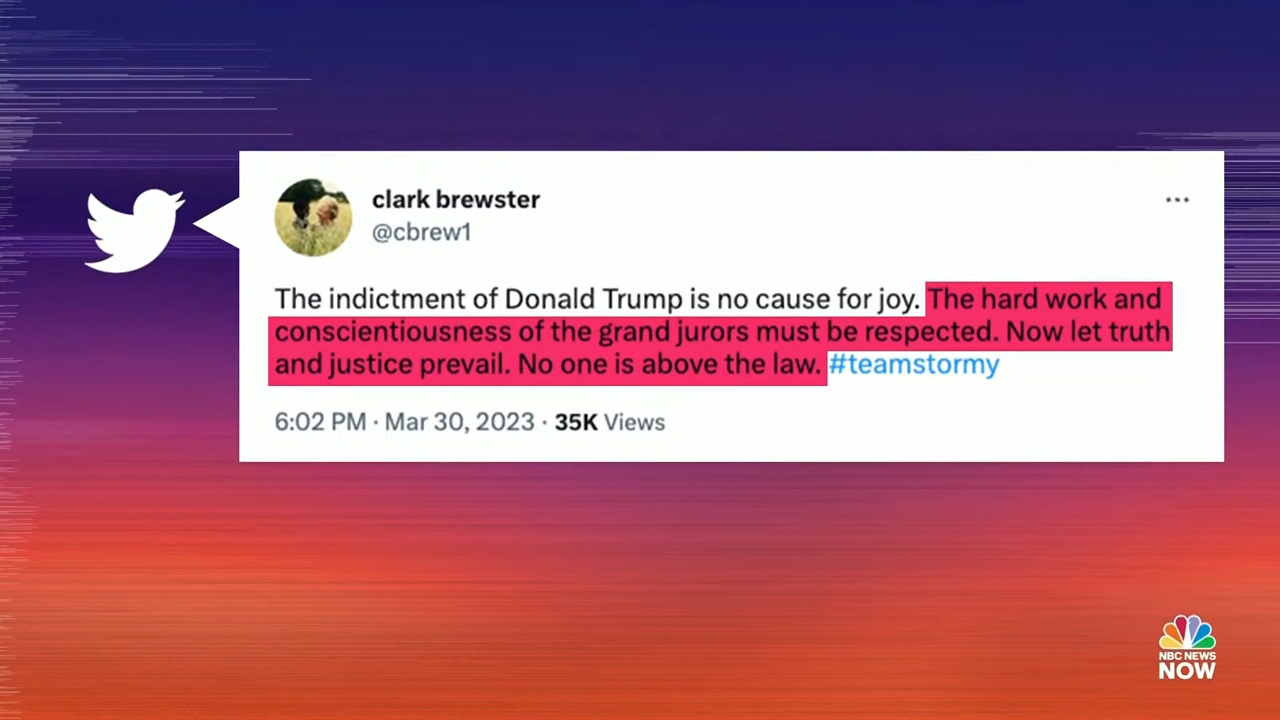 clark brewster
@cbrew1
The indictment of Donald Trump is no cause for joy. The hard work and
conscientiousness of the grand jurors must be respected. Now let truth
and justice prevail. No one is above the law. #teamstormy
6:02 PM · Mar 30, 2023 · 35K Views
NBC NEWS
NOW